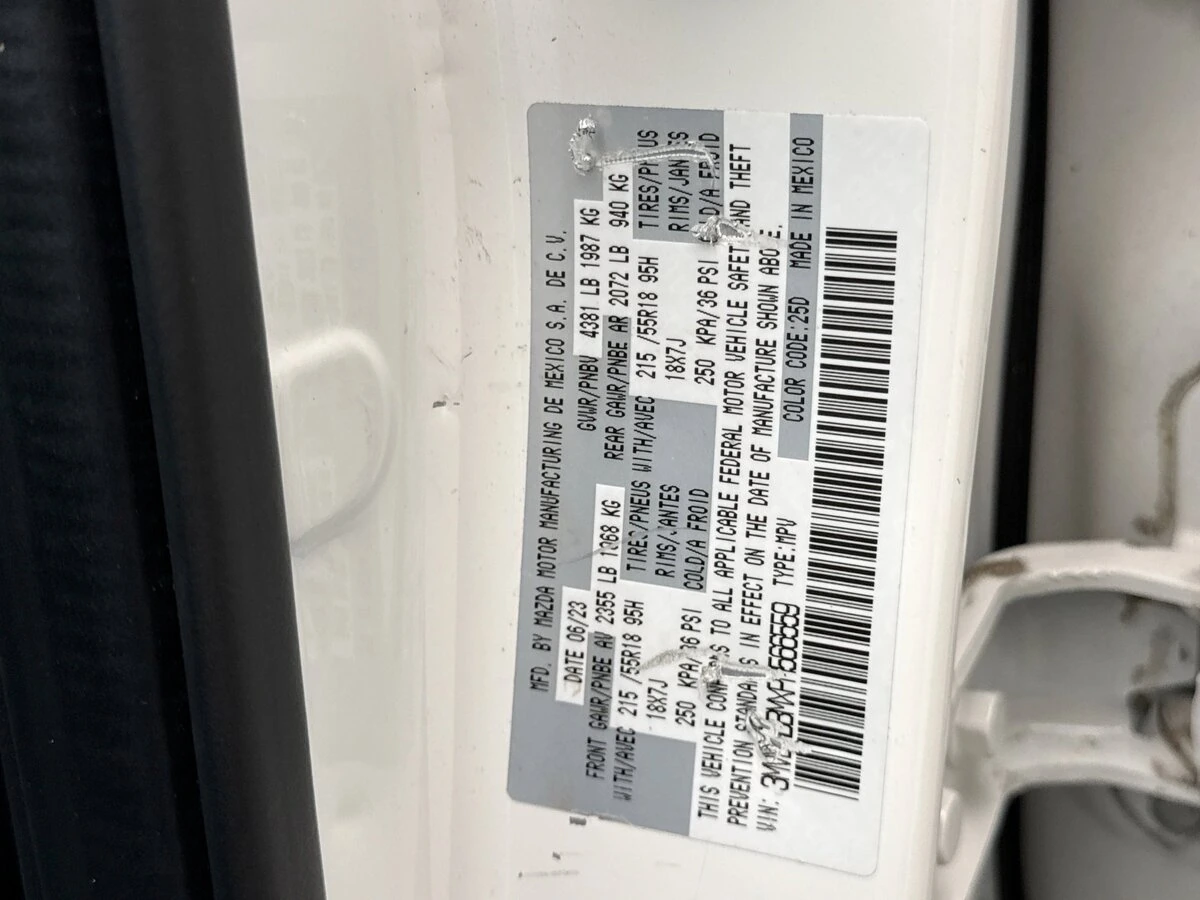 MFD. BY MAZDA MOTOR MANUFACTURING DE MEXICO S.A. DE C.V.
DATE 06/23 GVWR/PNBV 4381 LB 1987 KG
FRONT GAWR/PNBE AV 2355 LB 1068 KG REAR GAWR/PNBE AR 2072 LB 940 KG
WITH/AVEC 215 /55R18 95H TIRES/PNEUS WITH/AVEC 215 /55R18 95H TIRES/PNEUS
18X7J RIMS/JANTES 18X7J RIMS/JANTES
250 KPA/36 PSI COLD/A FROID 250 KPA/36 PSI COLD/A FROID
THIS VEHICLE CONFORMS TO ALL APPLICABLE FEDERAL MOTOR VEHICLE SAFETY AND THEFT
PREVENTION STANDARDS IN EFFECT ON THE DATE OF MANUFACTURE SHOWN ABOVE.
VIN: TYPE:MPV COLOR CODE:25D MADE IN MEXICO